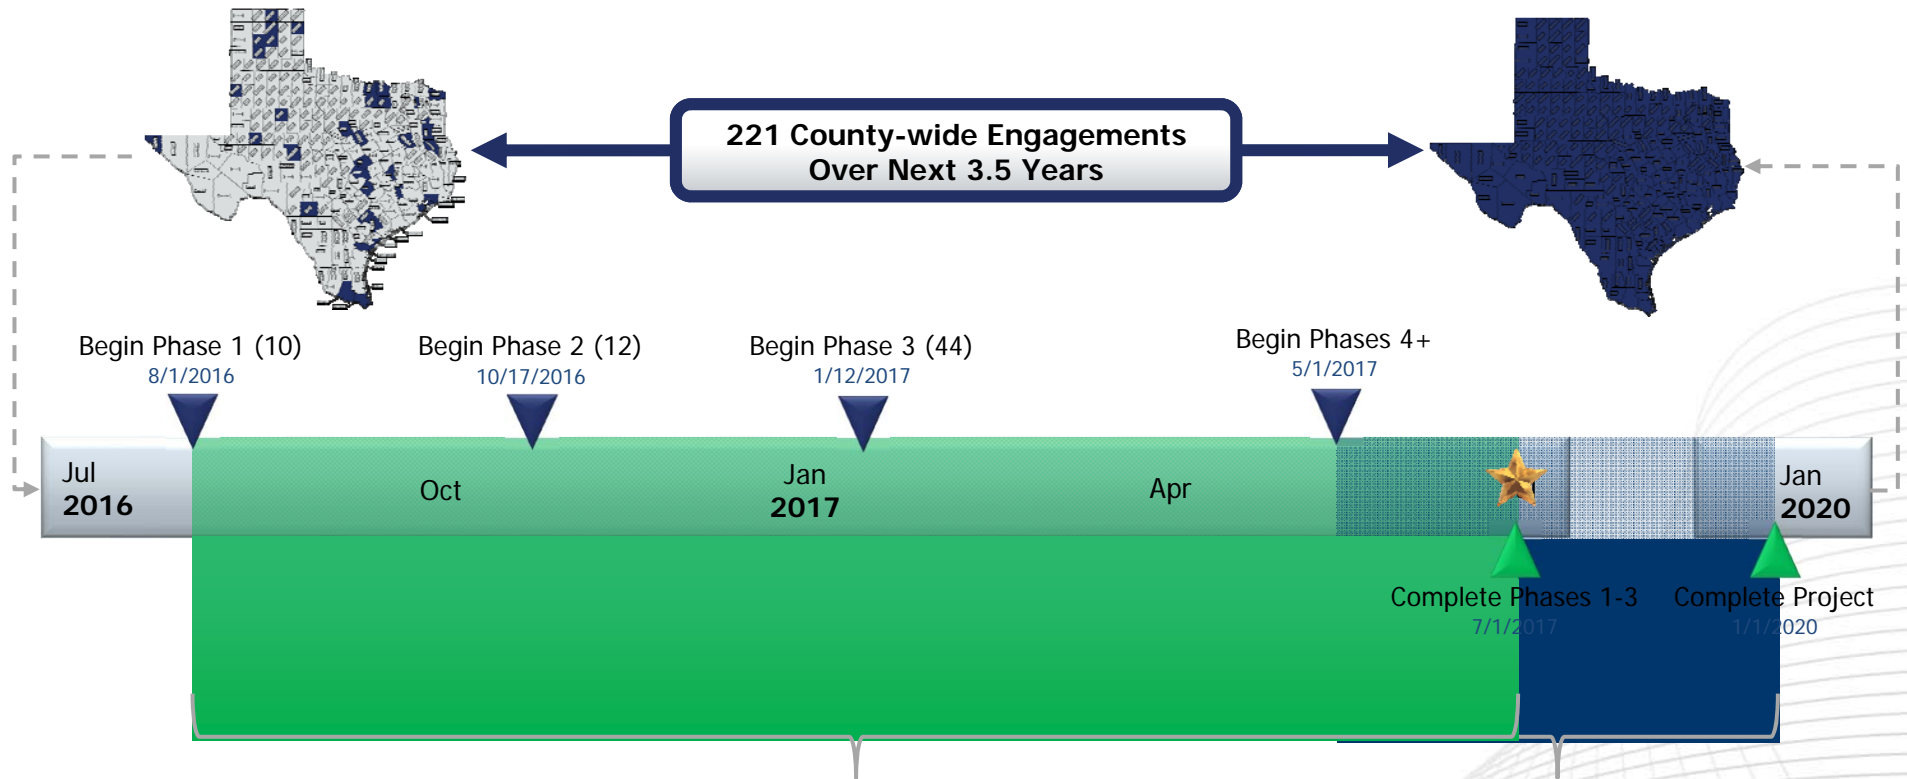 221 County-wide Engagements
Over Next 3.5 Years
Begin Phase 1 (10)
8/1/2016
Begin Phase 2 (12)
10/17/2016
Begin Phase 3 (44)
1/12/2017
Begin Phases 4+
5/1/2017
Jul
2016
Oct
Jan
2017
Apr
Jan
2020
Complete Phases 1-3
7/1/2017
Complete Project
1/1/2020